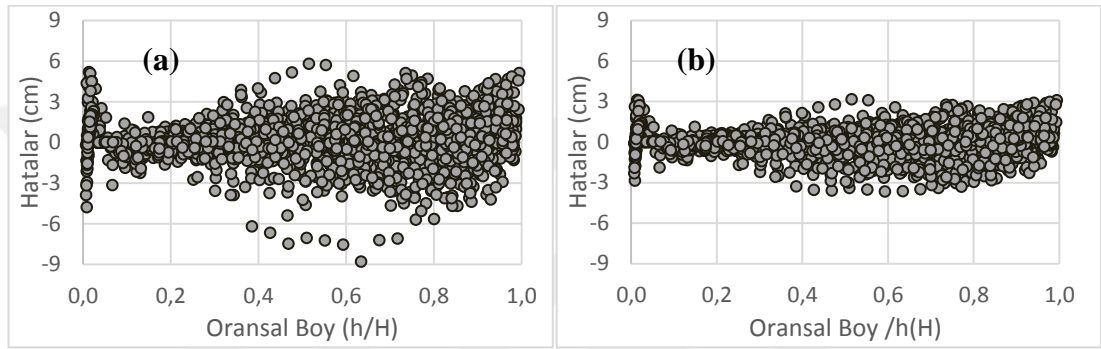 (a)
Hatalar (cm)
9
6
3
0
-3
-6
-9
0,0 0,2 0,4 0,6 0,8 1,0
Oransal Boy (h/H)
(b)
Hatalar (cm)
9
6
3
0
-3
-6
-9
0,0 0,2 0,4 0,6 0,8 1,0
Oransal Boy /h(H)